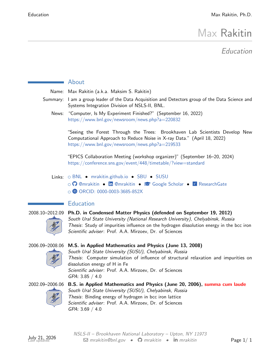 Education
Max Rakitin, Ph.D.
Max Rakitin
Education
About
Name: Max Rakitin (a.k.a. Maksim S. Rakitin)
Summary: I am a group leader of the Data Acquisition and Detectors group of the Data Science and
Systems Integration Division of NSLS-II, BNL.
News: "Computer, Is My Experiment Finished?" [September 16, 2022]
https://www.bnl.gov/newsroom/news.php?a=220832
"Seeing the Forest Through the Trees: Brookhaven Lab Scientists Develop New
Computational Approach to Reduce Noise in X-ray Data." [April 18, 2022]
https://www.bnl.gov/newsroom/news.php?a=219533
"EPICS Collaboration Meeting (workshop organizer)" (September 16–20, 2024)
https://conference.sns.gov/event/448/timetable/?view=standard
Links: BNL • mrakitin.github.io • SBU • SUSU
@mrakitin • @mrakitin • Google Scholar • ResearchGate
ORCID: 0000-0003-3685-852X
Education
2008.10–2012.09 Ph.D. in Condensed Matter Physics (defended on September 19, 2012)
South Ural State University (National Research University), Chelyabinsk, Russia
Thesis: Study of impurities influence on the hydrogen dissolution energy in the bcc iron
Scientific adviser: Prof. A.A. Mirzoev, Dr. of Sciences
2006.09–2008.06 M.S. in Applied Mathematics and Physics (June 13, 2008)
South Ural State University (SUSU), Chelyabinsk, Russia
Thesis: Computer simulation of influence of structural relaxation and impurities on
dissolution energy of H in Fe
Scientific adviser: Prof. A.A. Mirzoev, Dr. of Sciences
GPA: 3.85 / 4.0
2002.09–2006.06 B.S. in Applied Mathematics and Physics (July 01, 2006), summa cum laude
South Ural State University (SUSU), Chelyabinsk, Russia
Thesis: Binding energy of hydrogen in bcc iron lattice
Scientific adviser: Prof. A.A. Mirzoev, Dr. of Sciences
GPA: 3.89 / 4.0
July 21, 2026
NSLS-II – Brookhaven National Laboratory – Upton, NY 11973
mrakitin@bnl.gov • mrakitin • mrakitin
Page 1/ 1